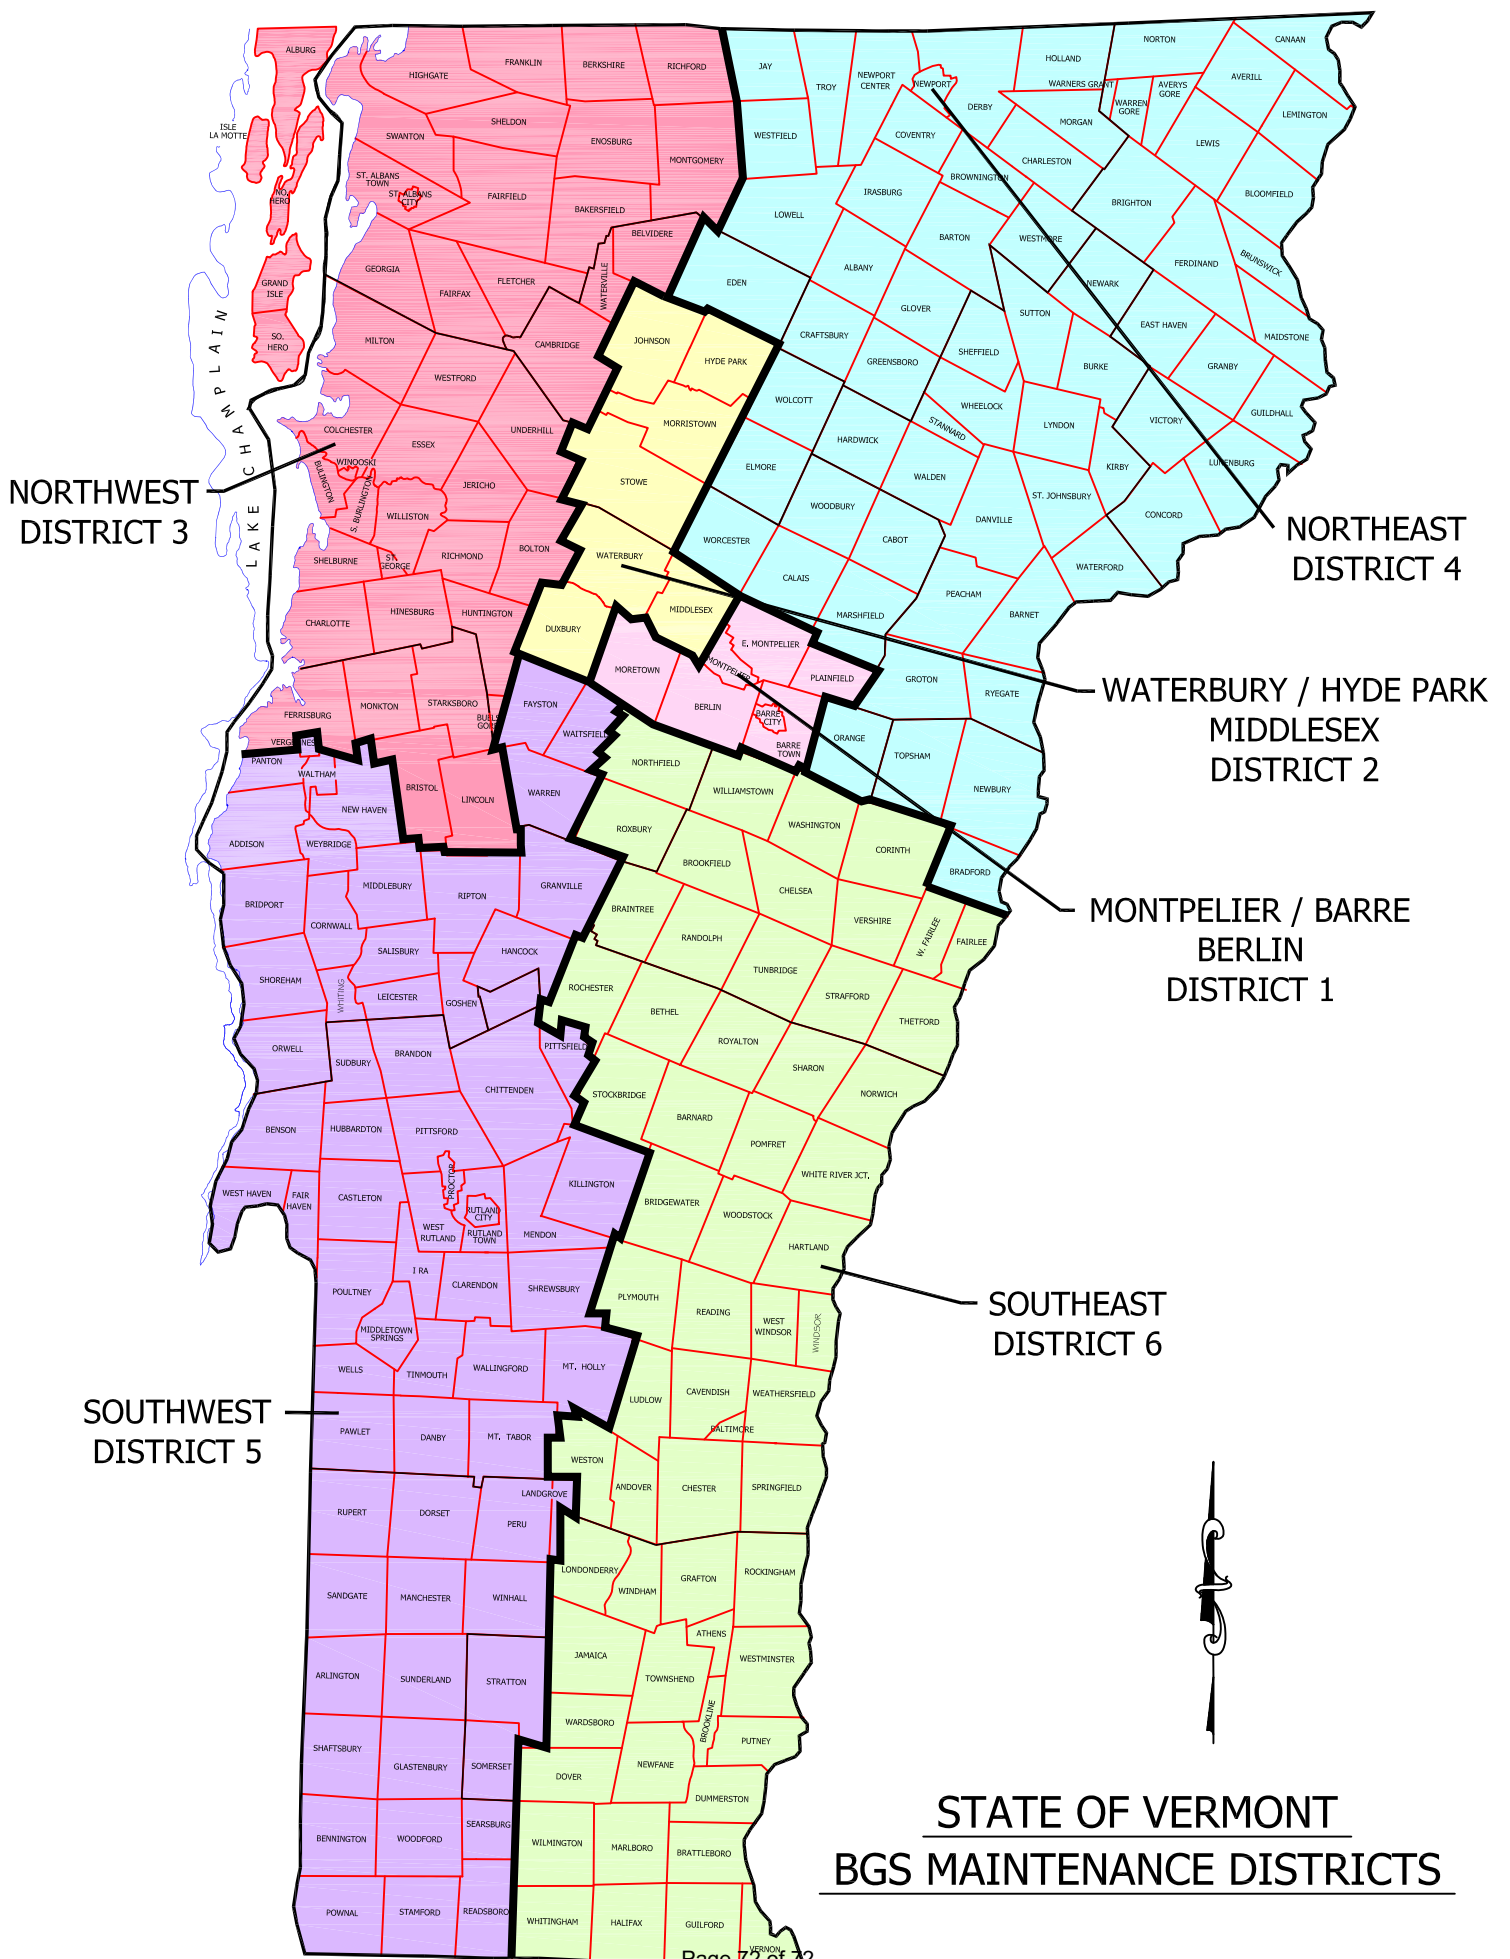 ALBURG
ISLE
LA MOTTE
NO.
HERO
GRAND
ISLE
SO.
HERO
LAKE CHAMPLAIN
HIGHGATE
FRANKLIN
BERKSHIRE
RICHFORD
SWANTON
SHELDON
ENOSBURG
MONTGOMERY
ST. ALBANS
TOWN
ST. ALBANS
CITY
FAIRFIELD
BAKERSFIELD
BELVIDERE
GEORGIA
FAIRFAX
FLETCHER
WATERVILLE
MILTON
CAMBRIDGE
WESTFORD
COLCHESTER
ESSEX
UNDERHILL
WINOOSKI
BULINGTON
S. BURLINGTON
JERICHO
WILLISTON
SHELBURNE
ST.
GEORGE
RICHMOND
BOLTON
CHARLOTTE
HINESBURG
HUNTINGTON
FERRISBURG
MONKTON
STARKSBORO
BUELS
GORE
VERGENNES
BRISTOL
LINCOLN
NORTHWEST
DISTRICT 3
JAY
TROY
NEWPORT
CENTER
NEWPORT
HOLLAND
NORTON
CANAAN
WARNERS GRANT
WARREN
GORE
AVERYS
GORE
AVERILL
LEMINGTON
WESTFIELD
COVENTRY
DERBY
MORGAN
LEWIS
CHARLESTON
BROWNINGTON
BLOOMFIELD
LOWELL
IRASBURG
BRIGHTON
BARTON
WESTMORE
FERDINAND
BRUNSWICK
EDEN
ALBANY
GLOVER
NEWARK
SUTTON
EAST HAVEN
MAIDSTONE
CRAFTSBURY
GREENSBORO
SHEFFIELD
BURKE
GRANBY
WOLCOTT
WHEELOCK
STANNARD
LYNDON
VICTORY
GUILDHALL
HARDWICK
ELMORE
WALDEN
KIRBY
LUNENBURG
WOODBURY
DANVILLE
ST. JOHNSBURY
CONCORD
WORCESTER
CABOT
CALAIS
WATERFORD
PEACHAM
BARNET
MARSHFIELD
GROTON
RYEGATE
ORANGE
TOPSHAM
NEWBURY
BRADFORD
NORTHEAST
DISTRICT 4
JOHNSON
HYDE PARK
MORRISTOWN
STOWE
WATERBURY
MIDDLESEX
DUXBURY
WATERBURY / HYDE PARK
MIDDLESEX
DISTRICT 2
MORETOWN
E. MONTPELIER
MONTPELIER
PLAINFIELD
BERLIN
BARRE
CITY
BARRE
TOWN
MONTPELIER / BARRE
BERLIN
DISTRICT 1
FAYSTON
WAITSFIELD
WARREN
PANTON
WALTHAM
NEW HAVEN
ADDISON
WEYBRIDGE
MIDDLEBURY
RIPTON
GRANVILLE
BRIDPORT
CORNWALL
SALISBURY
HANCOCK
SHOREHAM
WHITING
LEICESTER
GOSHEN
ORWELL
SUDBURY
BRANDON
PITTSFIELD
CHITTENDEN
BENSON
HUBBARDTON
PITTSFORD
WEST HAVEN
FAIR
HAVEN
CASTLETON
PROCTOR
RUTLAND
CITY
WEST
RUTLAND
RUTLAND
TOWN
KILLINGTON
MENDON
I RA
POULTNEY
CLARENDON
SHREWSBURY
MIDDLETOWN
SPRINGS
WELLS
TINMOUTH
WALLINGFORD
MT. HOLLY
PAWLET
DANBY
MT. TABOR
LANDGROVE
RUPERT
DORSET
PERU
SANDGATE
MANCHESTER
WINHALL
ARLINGTON
SUNDERLAND
STRATTON
SHAFTSBURY
GLASTENBURY
SOMERSET
BENNINGTON
WOODFORD
SEARSBURG
POWNAL
STAMFORD
READSBORO
SOUTHWEST
DISTRICT 5
NORTHFIELD
WILLIAMSTOWN
WASHINGTON
CORINTH
ROXBURY
BROOKFIELD
CHELSEA
VERSHIRE
W. FAIRLEE
FAIRLEE
BRAINTREE
RANDOLPH
TUNBRIDGE
STRAFFORD
THETFORD
ROCHESTER
BETHEL
ROYALTON
SHARON
NORWICH
STOCKBRIDGE
BARNARD
POMFRET
WHITE RIVER JCT.
BRIDGEWATER
WOODSTOCK
HARTLAND
PLYMOUTH
READING
WEST
WINDSOR
WINDSOR
LUDLOW
CAVENDISH
WEATHERSFIELD
BALTIMORE
WESTON
ANDOVER
CHESTER
SPRINGFIELD
LONDONDERRY
WINDHAM
GRAFTON
ROCKINGHAM
ATHENS
JAMAICA
TOWNSHEND
WESTMINSTER
WARDSBORO
BROOKLINE
PUTNEY
DOVER
NEWFANE
DUMMERSTON
WILMINGTON
MARLBORO
BRATTLEBORO
WHITINGHAM
HALIFAX
GUILFORD
VERNON
SOUTHEAST
DISTRICT 6
STATE OF VERMONT
BGS MAINTENANCE DISTRICTS
Page 72 of 72